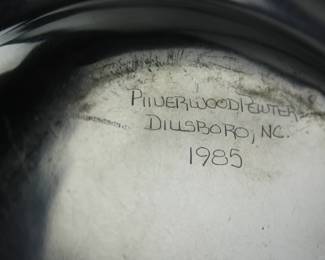 RIVERWOOD PEWTER
DILLSBORO, NC.
1985